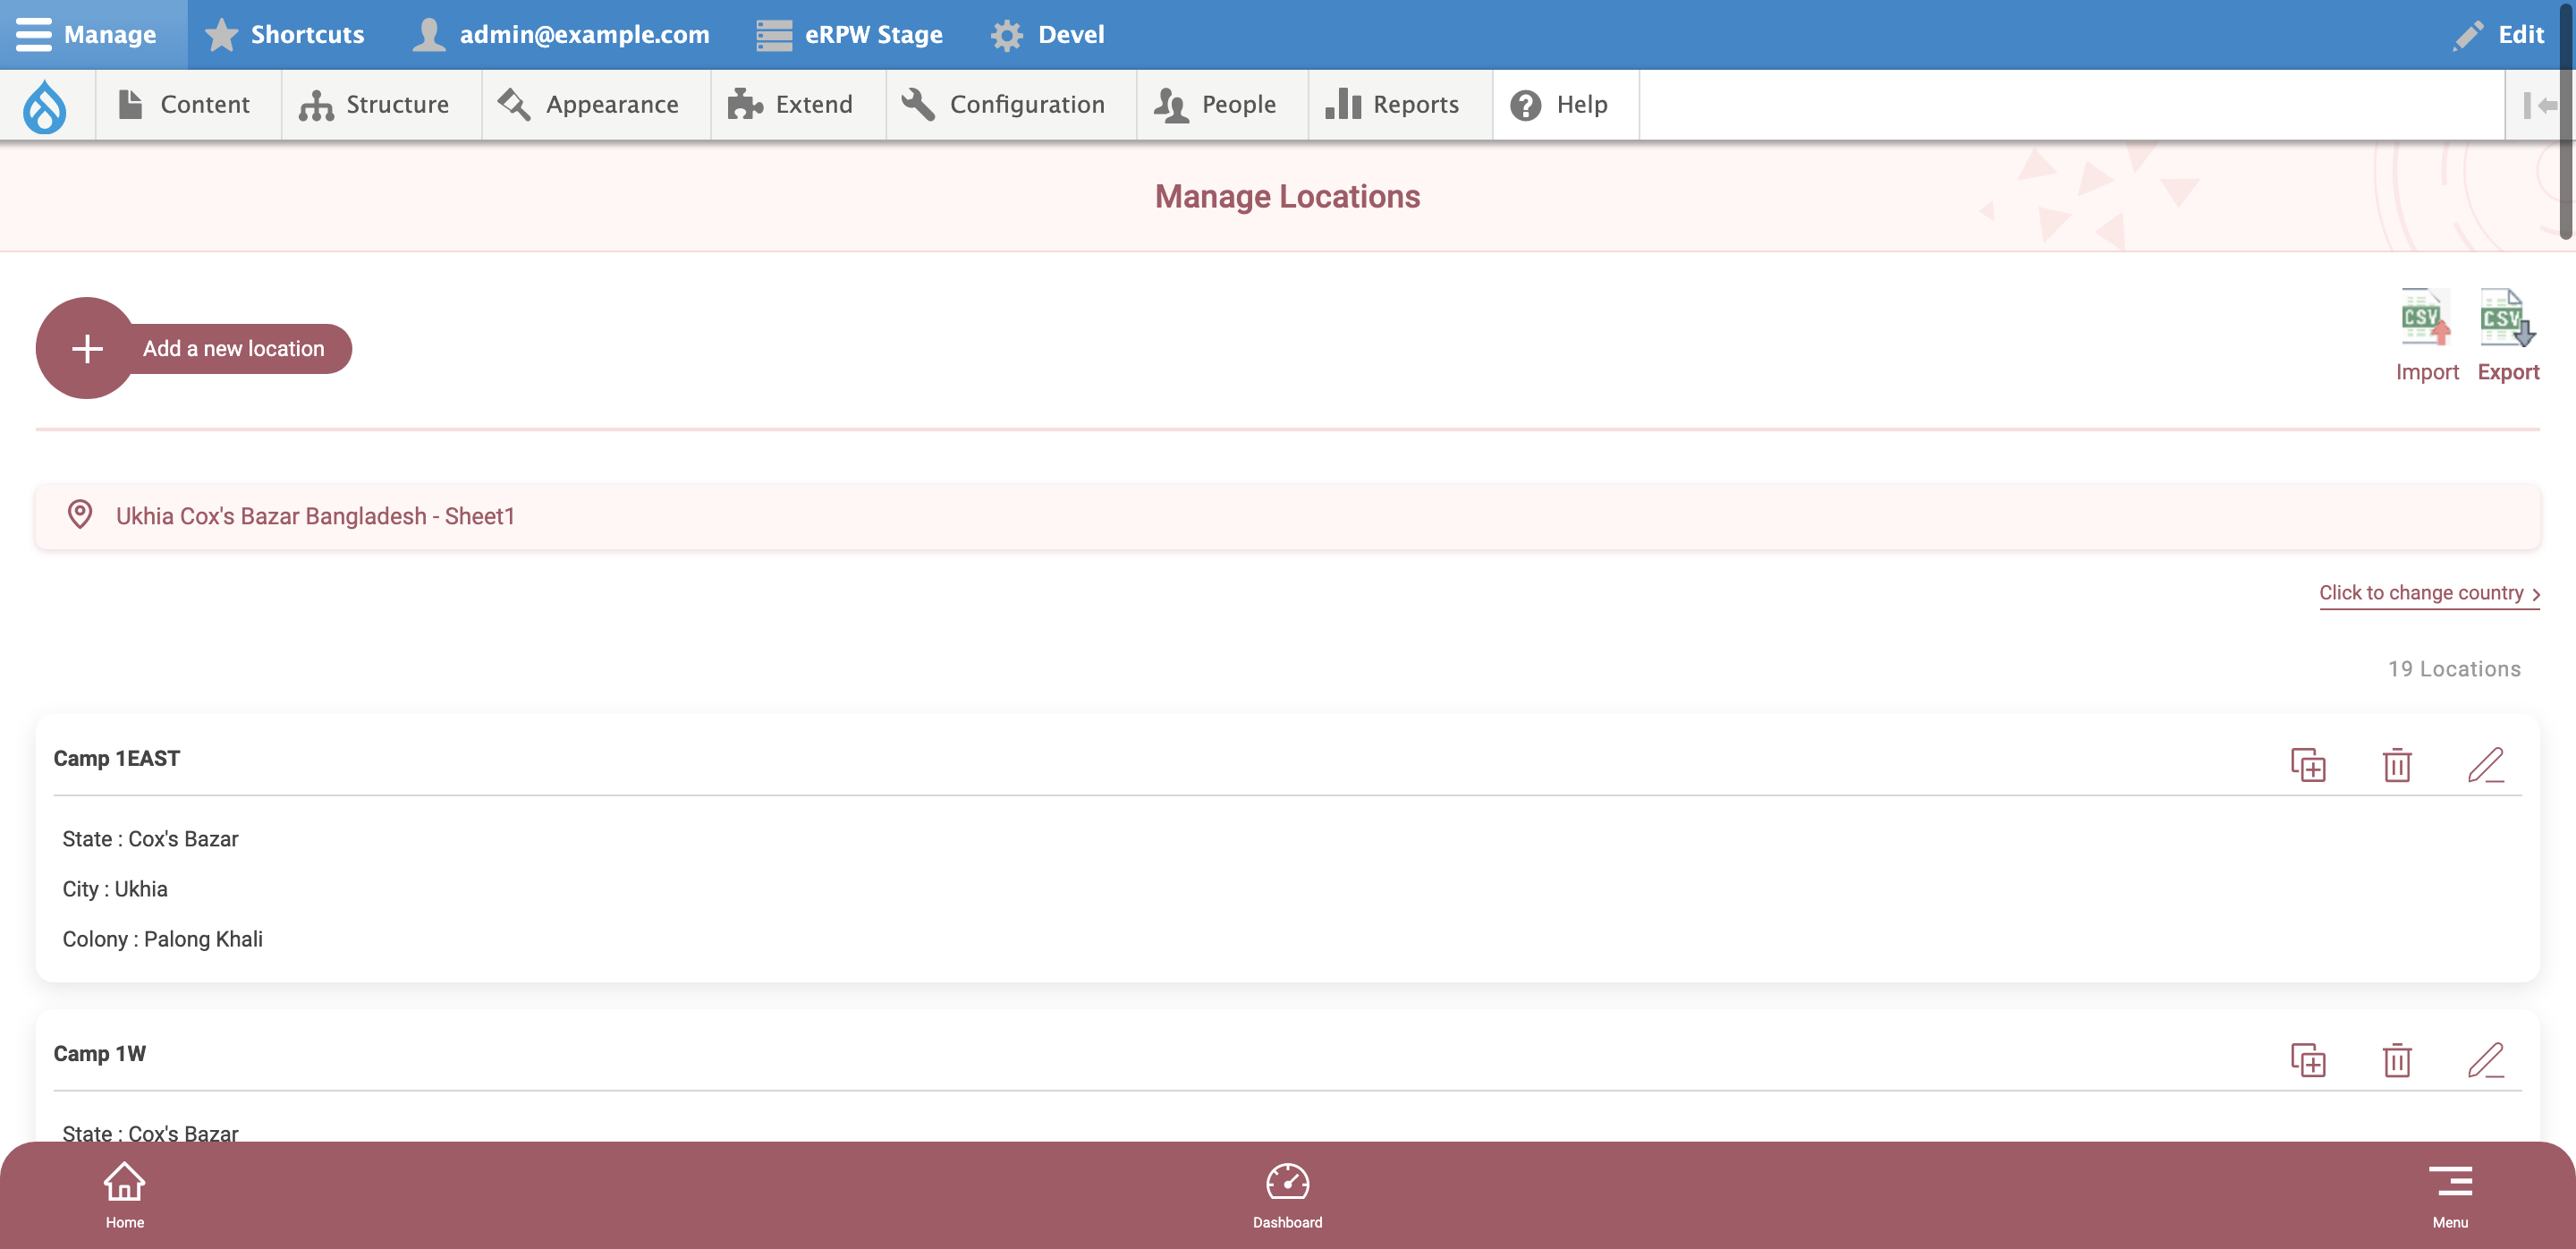 Manage Shortcuts admin@example.com eRPW Stage Devel Edit
Content Structure Appearance Extend Configuration People Reports Help
Manage Locations
Add a new location
CSV CSV
Import Export
Ukhia Cox's Bazar Bangladesh - Sheet1
Click to change country
19 Locations
Camp 1EAST
State : Cox's Bazar
City : Ukhia
Colony : Palong Khali
Camp 1W
State : Cox's Bazar
Home Dashboard Menu